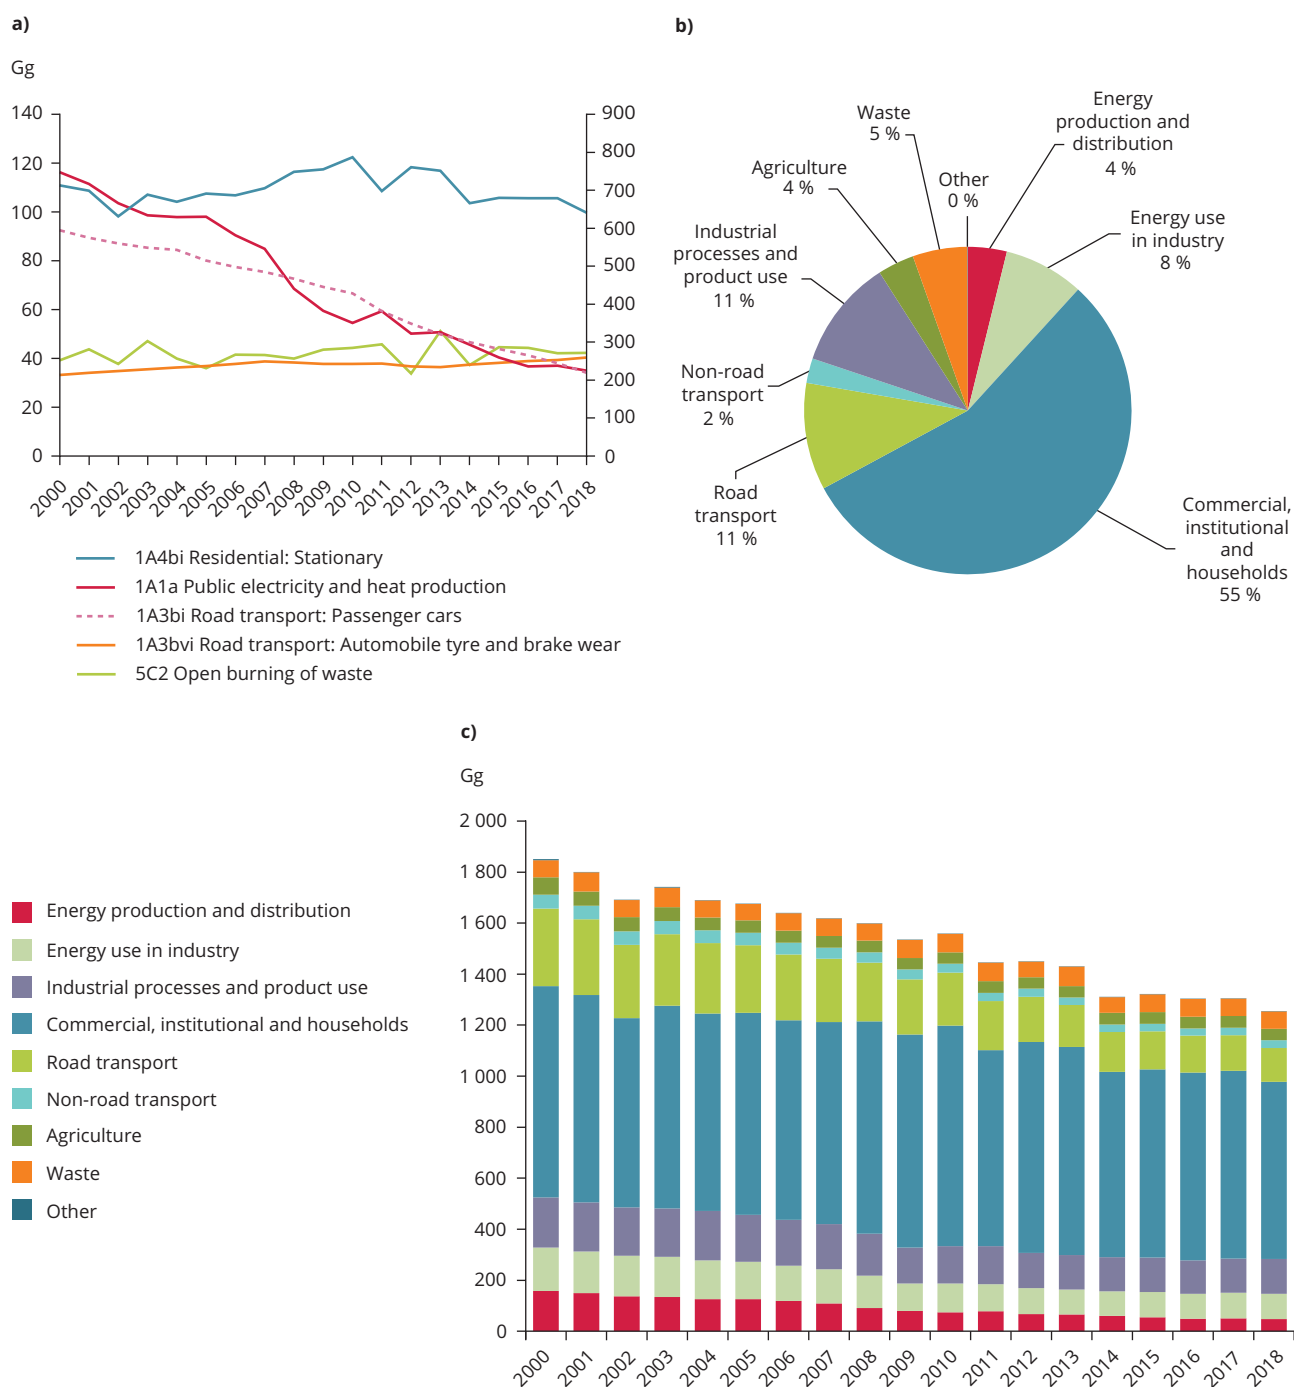 a)
Gg
140
120
100
80
60
40
20
0
900
800
700
600
500
400
300
200
100
0
2000
2001
2002
2003
2004
2005
2006
2007
2008
2009
2010
2011
2012
2013
2014
2015
2016
2017
2018
1A4bi Residential: Stationary
1A1a Public electricity and heat production
1A3bi Road transport: Passenger cars
1A3bvi Road transport: Automobile tyre and brake wear
5C2 Open burning of waste
b)
Energy
production and
distribution
4 %
Energy use
in industry
8 %
Commercial,
institutional
and
households
55 %
Road
transport
11 %
Non-road
transport
2 %
Industrial
processes and
product use
11 %
Agriculture
4 %
Waste
5 %
Other
0 %
c)
Gg
2 000
1 800
1 600
1 400
1 200
1 000
800
600
400
200
0
2000
2001
2002
2003
2004
2005
2006
2007
2008
2009
2010
2011
2012
2013
2014
2015
2016
2017
2018
Energy production and distribution
Energy use in industry
Industrial processes and product use
Commercial, institutional and households
Road transport
Non-road transport
Agriculture
Waste
Other